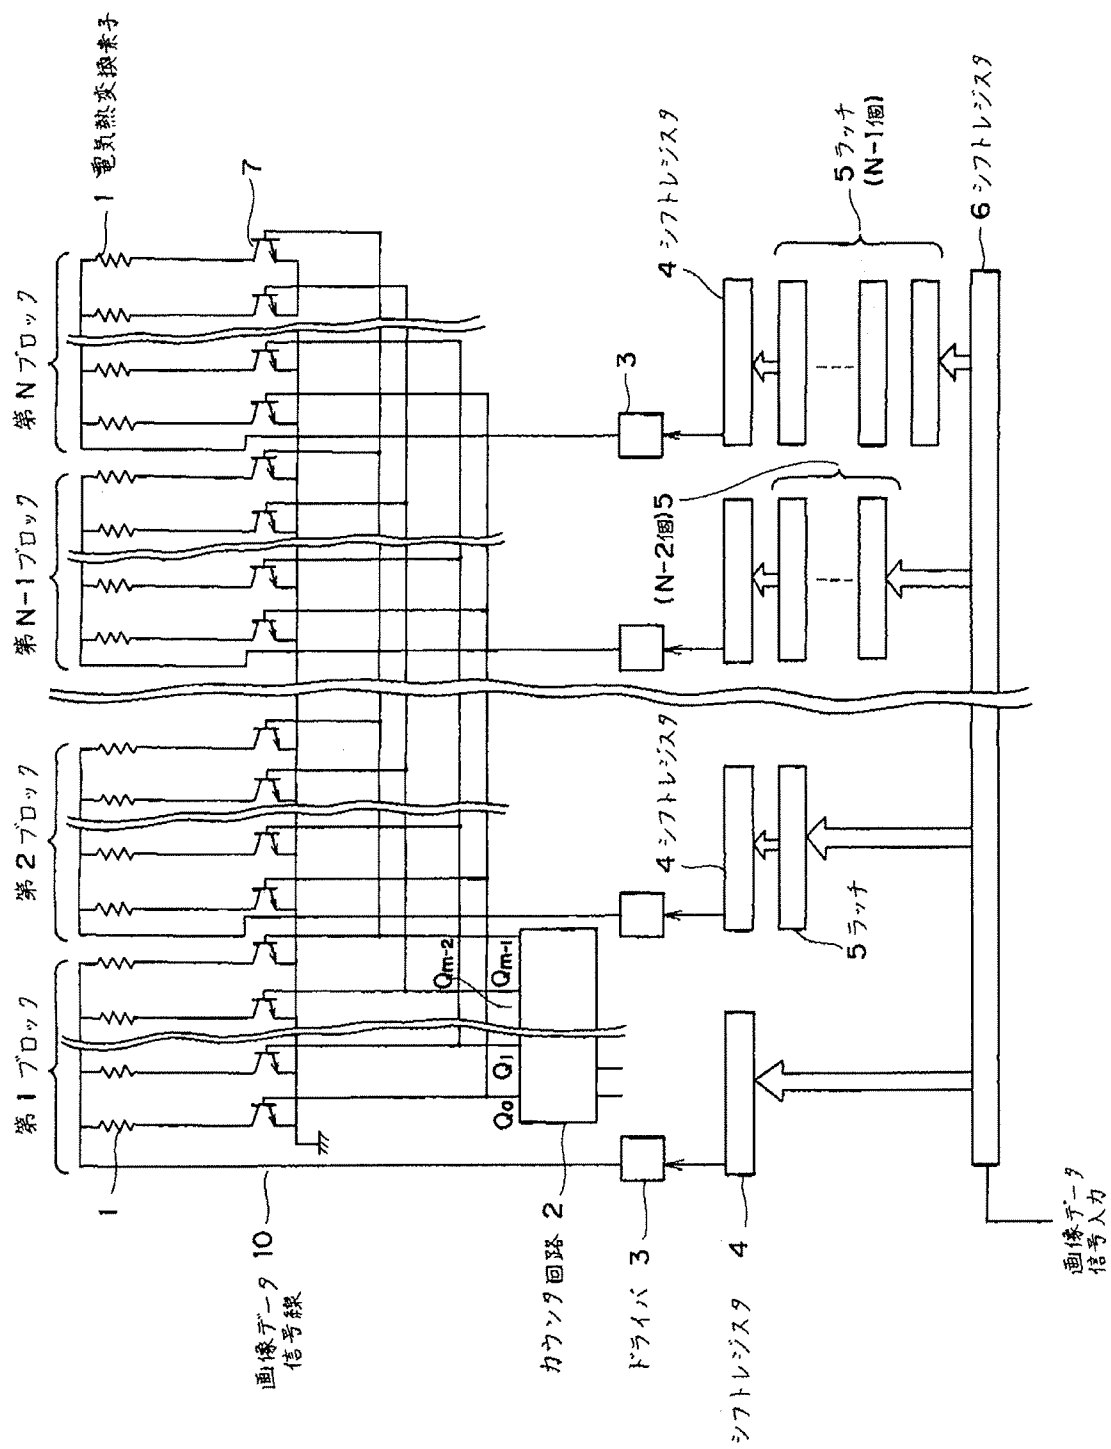 第1ブロック
第2ブロック
第N-1ブロック
第Nブロック
1
1 電気熱変換素子
7
10
画像データ
信号線
Q0
Q1
Qm-2
Qm-1
カウンタ回路 2
ドライバ 3
3
4
シフトレジスタ
4 シフトレジスタ
4 シフトレジスタ
5 ラッチ
(N-2個)5
5 ラッチ
(N-1個)
6 シフトレジスタ
画像データ
信号入力